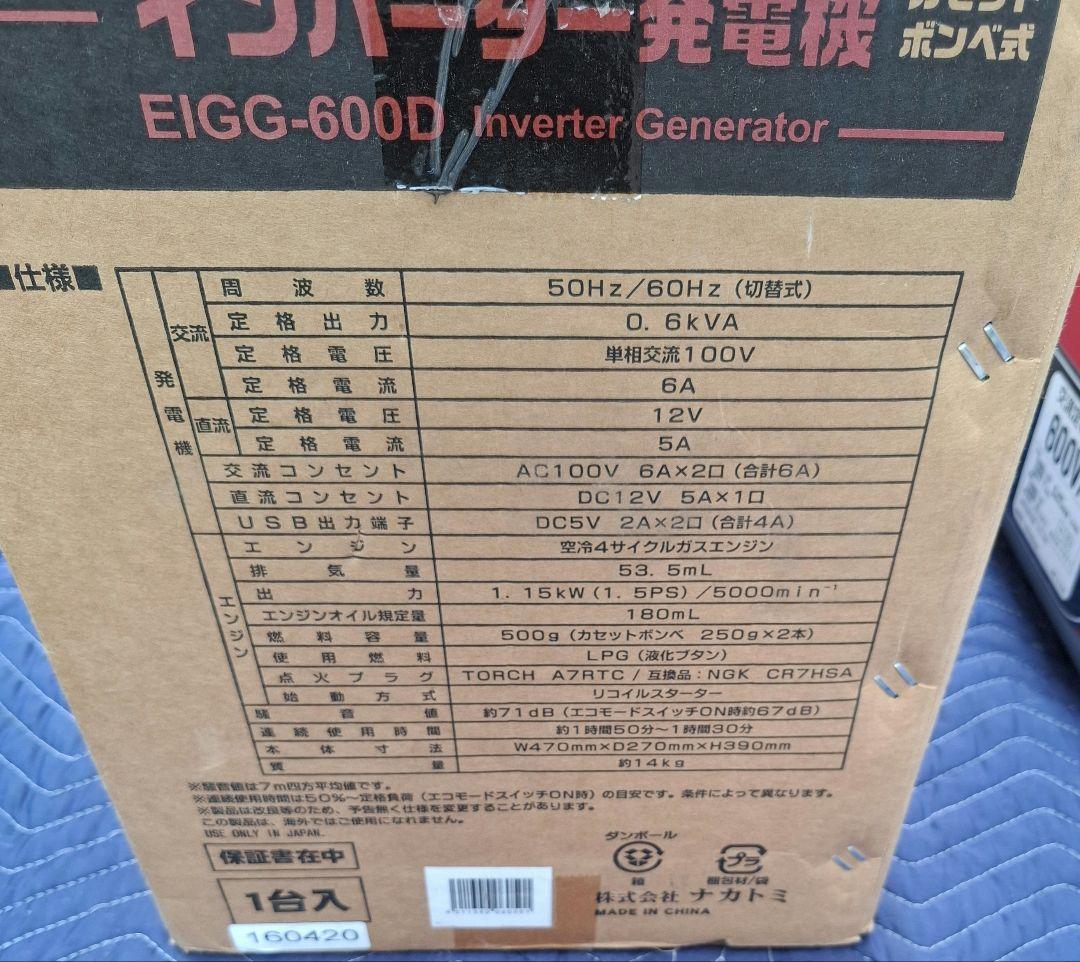 インバーター発電機
ボンベ式
EIGG-600D Inverter Generator
■仕様■
発電機
交流
周波数 50Hz/60Hz (切替式)
定格出力 0.6kVA
定格電圧 単相交流100V
定格電流 6A
直流
定格電圧 12V
定格電流 5A
交流コンセント AC100V 6A×2口 (合計6A)
直流コンセント DC12V 5A×1口
USB出力端子 DC5V 2A×2口 (合計4A)
エンジン
エンジン 空冷4サイクルガスエンジン
排気量 53.5mL
出力 1.15kW (1.5PS) /5000min⁻¹
エンジンオイル規定量 180mL
燃料容量 500g (カセットボンベ 250g×2本)
使用燃料 LPG (液化ブタン)
点火プラグ TORCH A7RTC / 互換品:NGK CR7HSA
始動方式 リコイルスターター
騒音値 約71dB (エコモードスイッチON時約67dB)
連続使用時間 約1時間50分~1時間30分
本体寸法 W470mm×D270mm×H390mm
質量 約14kg
※騒音値は7m四方平均値です。
※連続使用時間は50%~定格負荷 (エコモードスイッチON時) の目安です。条件によって異なります。
※製品は改良等のため、予告無く仕様を変更することがあります。
この製品は、海外ではご使用になれません。
USE ONLY IN JAPAN.
保証書在中
1台入
160420
ダンボール
箱
プラ
梱包材/袋
株式会社 ナカトミ
MADE IN CHINA